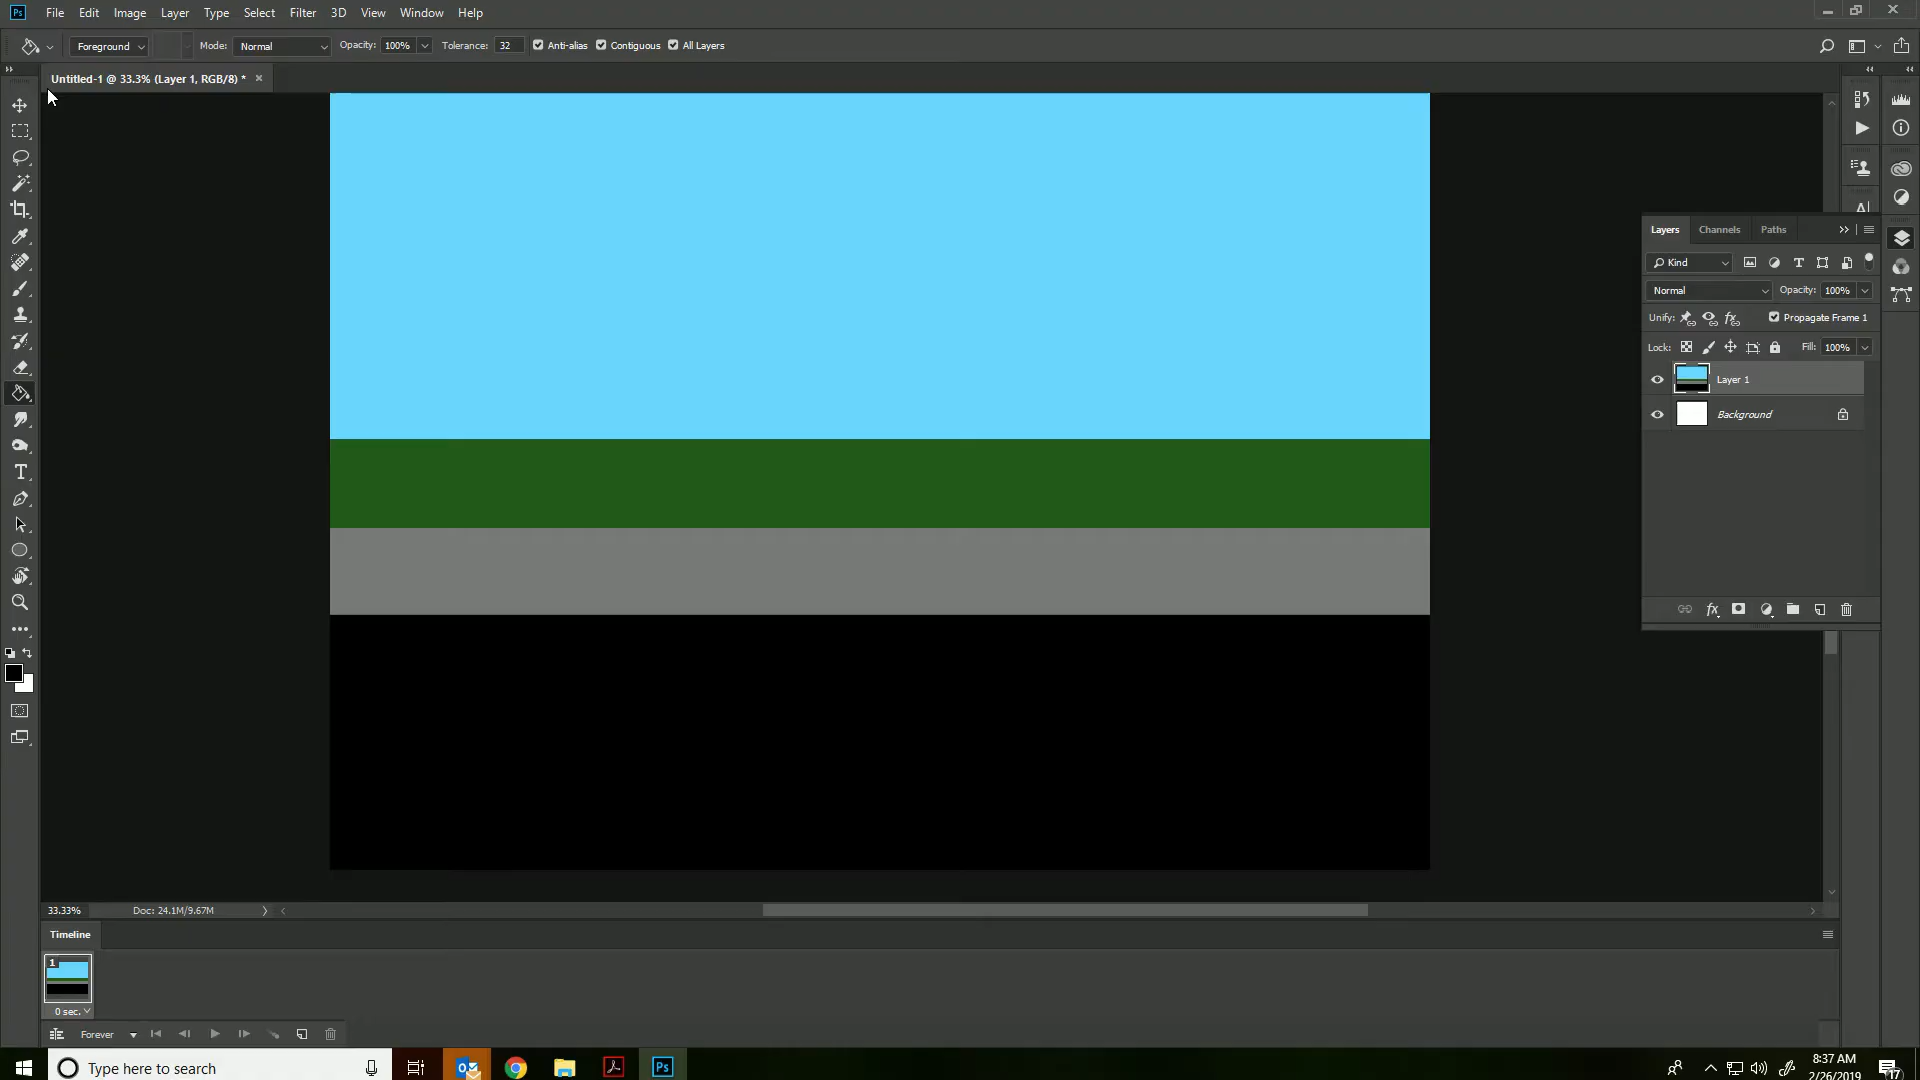 Ps File Edit Image Layer Type Select Filter 3D View Window Help
Foreground Mode: Normal Opacity: 100% Tolerance: 32 Anti-alias Contiguous All Layers
Untitled-1 @ 33.3% (Layer 1, RGB/8) * ×
Layers Channels Paths
Kind
Normal Opacity: 100%
Unify: Propagate Frame 1
Lock: Fill: 100%
Layer 1
Background
33.33% Doc: 24.1M/9.67M
Timeline
1
0 sec.
Forever
Type here to search
Ps
8:37 AM
2/26/2019
17